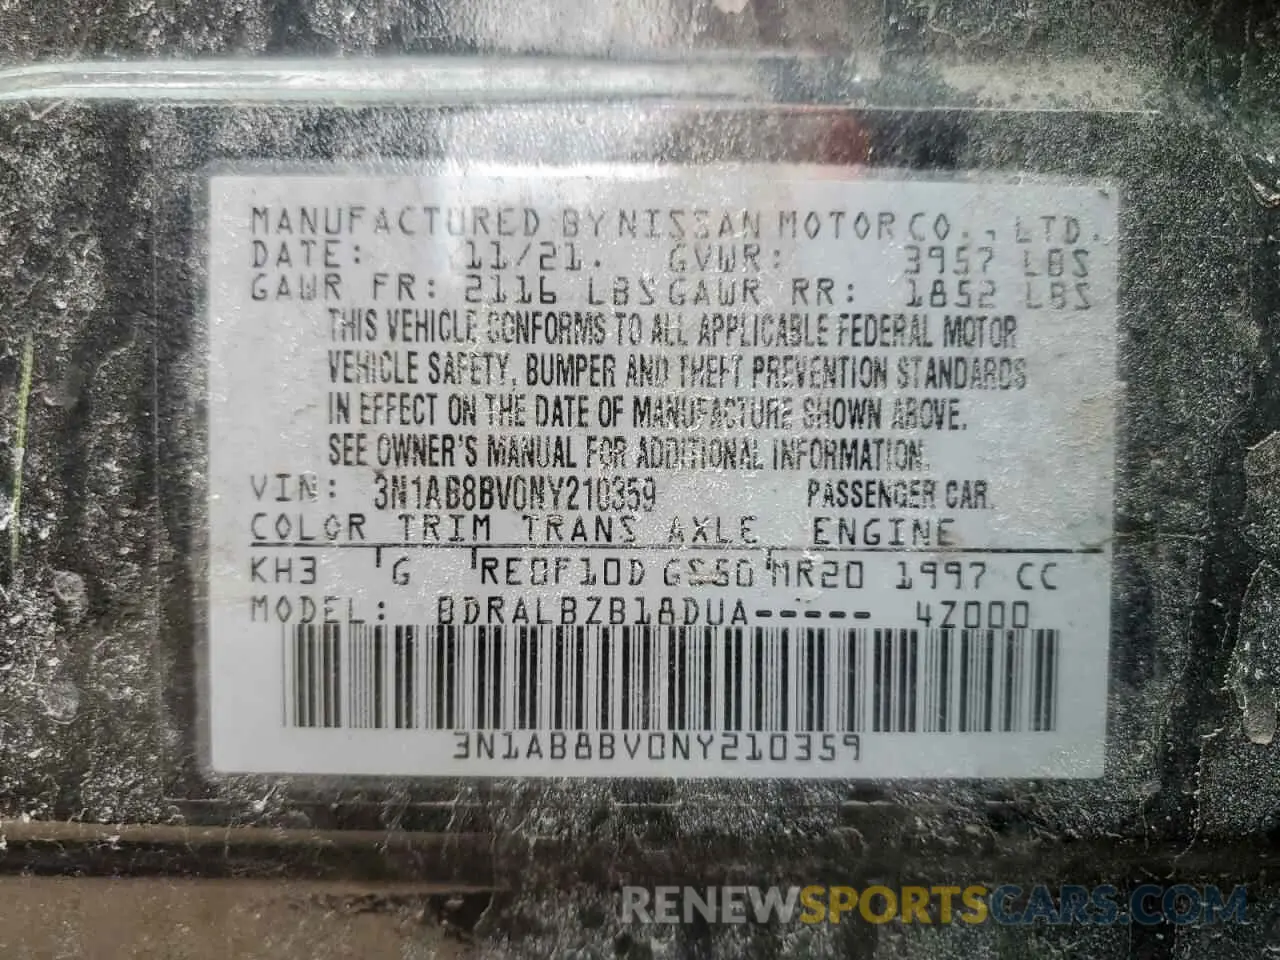 MANUFACTURED BY NISSAN MOTOR CO., LTD.
DATE: 11/21. GVWR: 3957 LBS
GAWR FR: 2116 LBS GAWR RR: 1852 LBS
THIS VEHICLE CONFORMS TO ALL APPLICABLE FEDERAL MOTOR
VEHICLE SAFETY, BUMPER AND THEFT PREVENTION STANDARDS
IN EFFECT ON THE DATE OF MANUFACTURE SHOWN ABOVE.
SEE OWNER'S MANUAL FOR ADDITIONAL INFORMATION.
VIN: 3N1AB8BV0NY210359 PASSENGER CAR.
COLOR TRIM TRANS AXLE ENGINE
KH3 G RE0F10D GS50 MR20 1997 CC
MODEL: BDRALBZB18DUA----- 4Z000
3N1AB8BV0NY210359
RENEWSPORTSCARS.COM